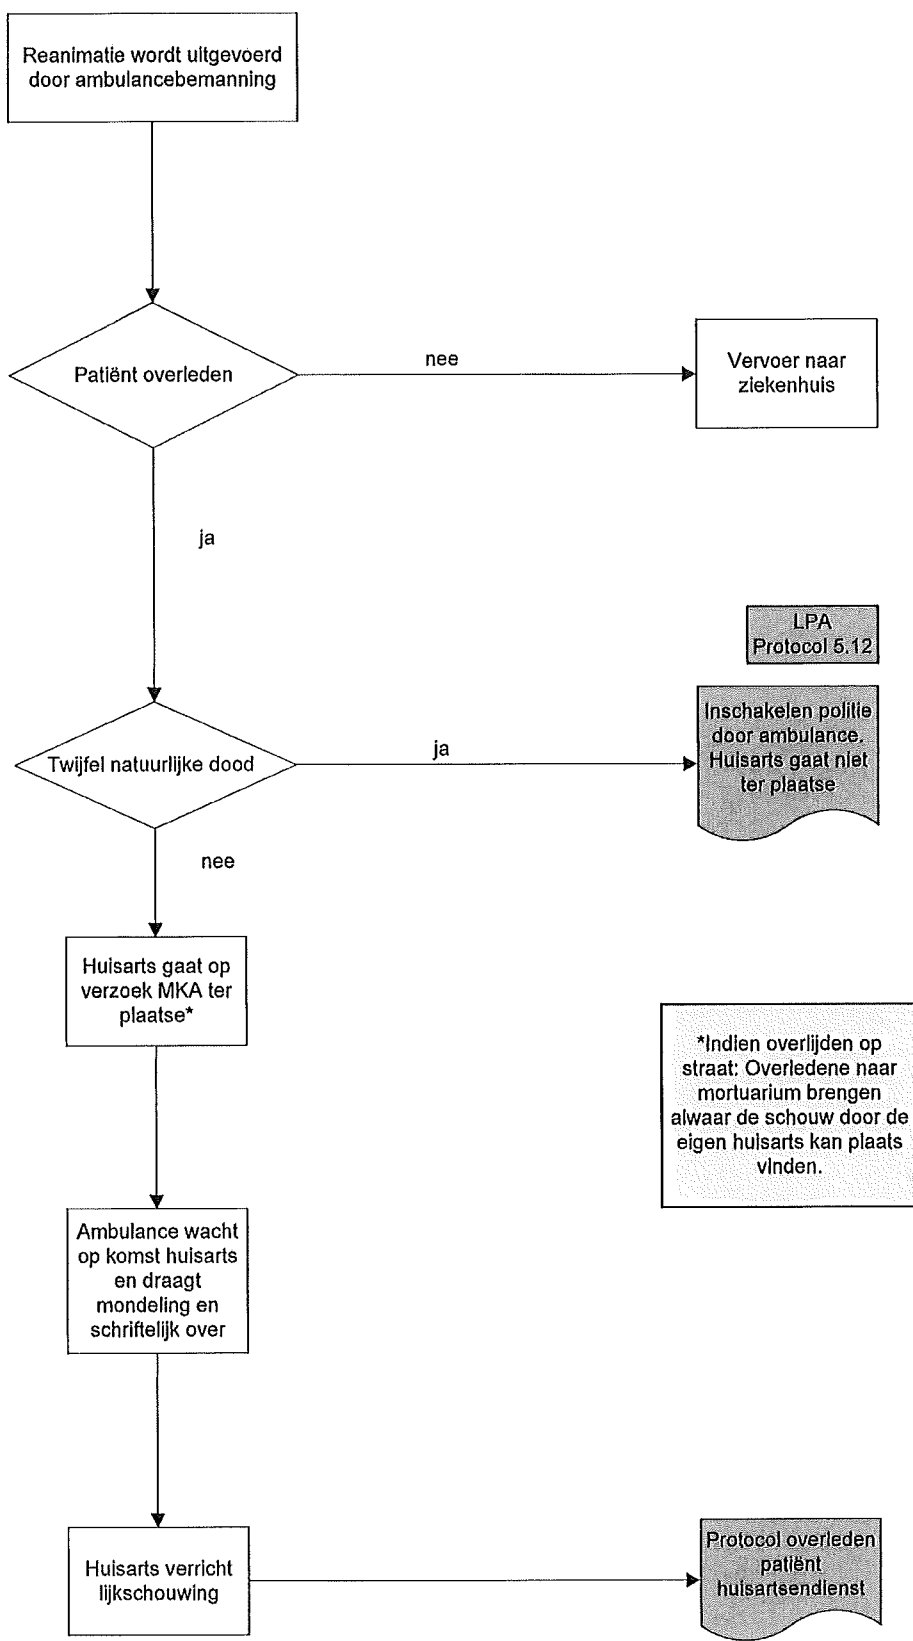 Reanimatie wordt uitgevoerd
door ambulancebemanning
Patiënt overleden
nee
Vervoer naar
ziekenhuis
ja
LPA
Protocol 5.12
Twijfel natuurlijke dood
ja
Inschakelen politie
door ambulance.
Huisarts gaat niet
ter plaatse
nee
Huisarts gaat op
verzoek MKA ter
plaatse*
*Indien overlijden op
straat: Overledene naar
mortuarium brengen
alwaar de schouw door de
eigen huisarts kan plaats
vinden.
Ambulance wacht
op komst huisarts
en draagt
mondeling en
schriftelijk over
Huisarts verricht
lijkschouwing
Protocol overleden
patiënt
huisartsendienst